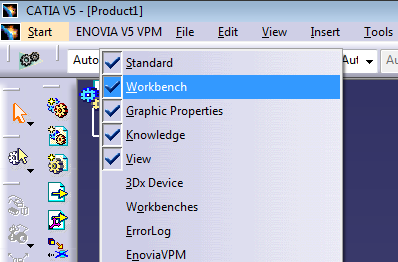 CATIA V5 - [Product1]
Start ENOVIA V5 VPM File Edit View Insert Tools
Auto Aut
Standard
Workbench
Graphic Properties
Knowledge
View
3Dx Device
Workbenches
ErrorLog
EnoviaVPM